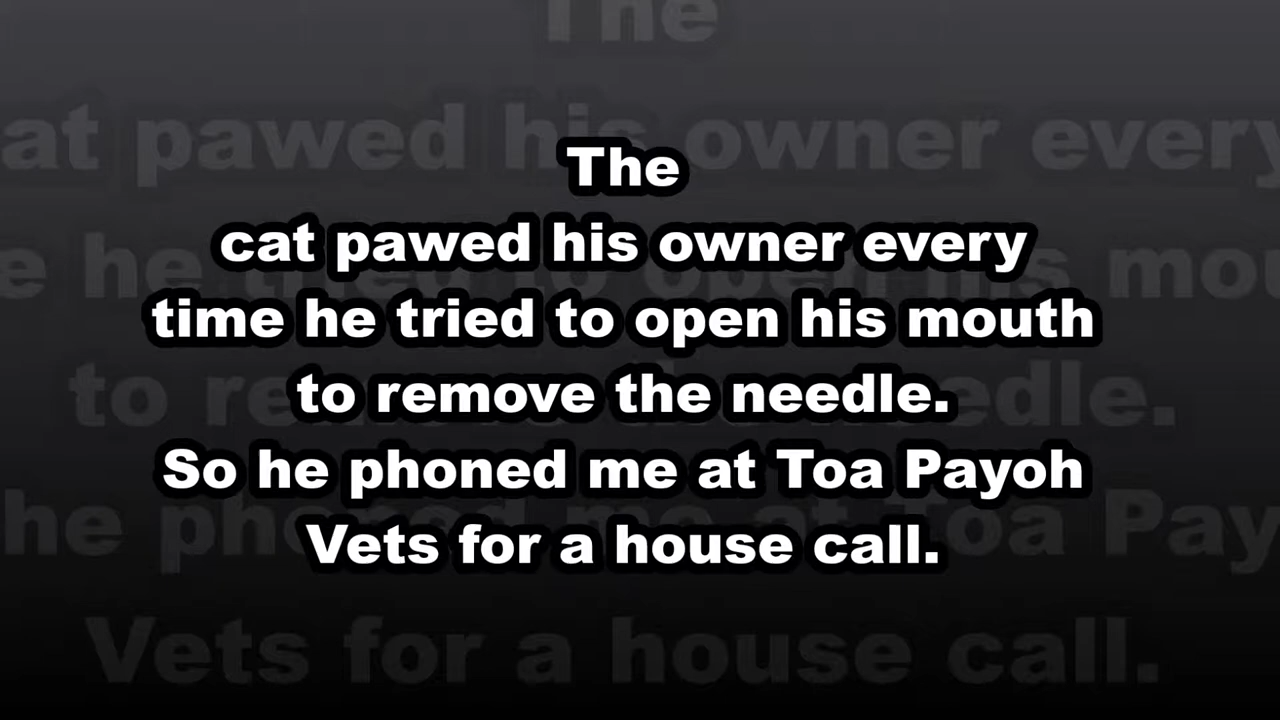 The
cat pawed his owner every
time he tried to open his mouth
to remove the needle.
So he phoned me at Toa Payoh
Vets for a house call.